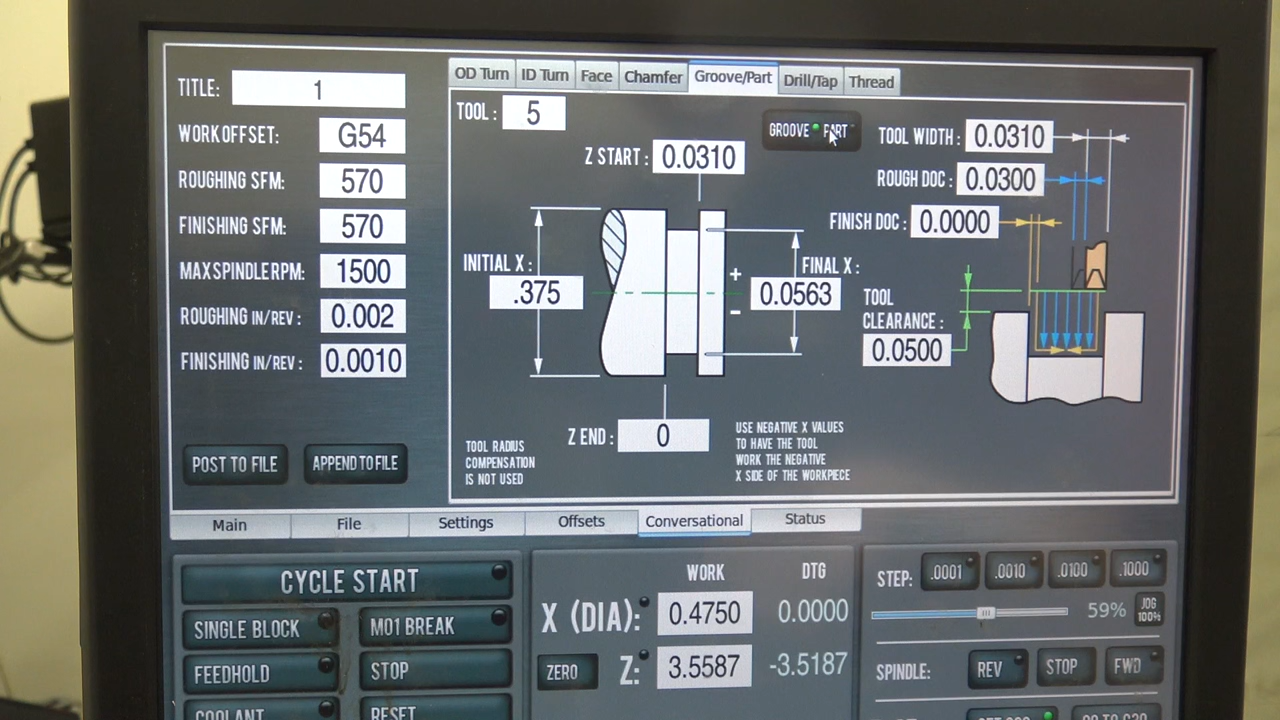 TITLE: 1
WORK OFFSET: G54
ROUGHING SFM: 570
FINISHING SFM: 570
MAX SPINDLE RPM: 1500
ROUGHING IN/REV: 0.002
FINISHING IN/REV: 0.0010
POST TO FILE
APPEND TO FILE
OD Turn ID Turn Face Chamfer Groove/Part Drill/Tap Thread
TOOL: 5
GROOVE PART
Z START: 0.0310
INITIAL X:
.375
FINAL X:
0.0563
+
-
Z END: 0
TOOL RADIUS
COMPENSATION
IS NOT USED
USE NEGATIVE X VALUES
TO HAVE THE TOOL
WORK THE NEGATIVE
X SIDE OF THE WORKPIECE
TOOL WIDTH: 0.0310
ROUGH DOC: 0.0300
FINISH DOC: 0.0000
TOOL
CLEARANCE:
0.0500
Main File Settings Offsets Conversational Status
CYCLE START
SINGLE BLOCK
M01 BREAK
FEEDHOLD
STOP
COOLANT
RESET
WORK DTG
X (DIA): 0.4750 0.0000
ZERO Z: 3.5587 -3.5187
STEP: .0001 .0010 .0100 .1000
59%
JOG
100%
SPINDLE: REV STOP FWD